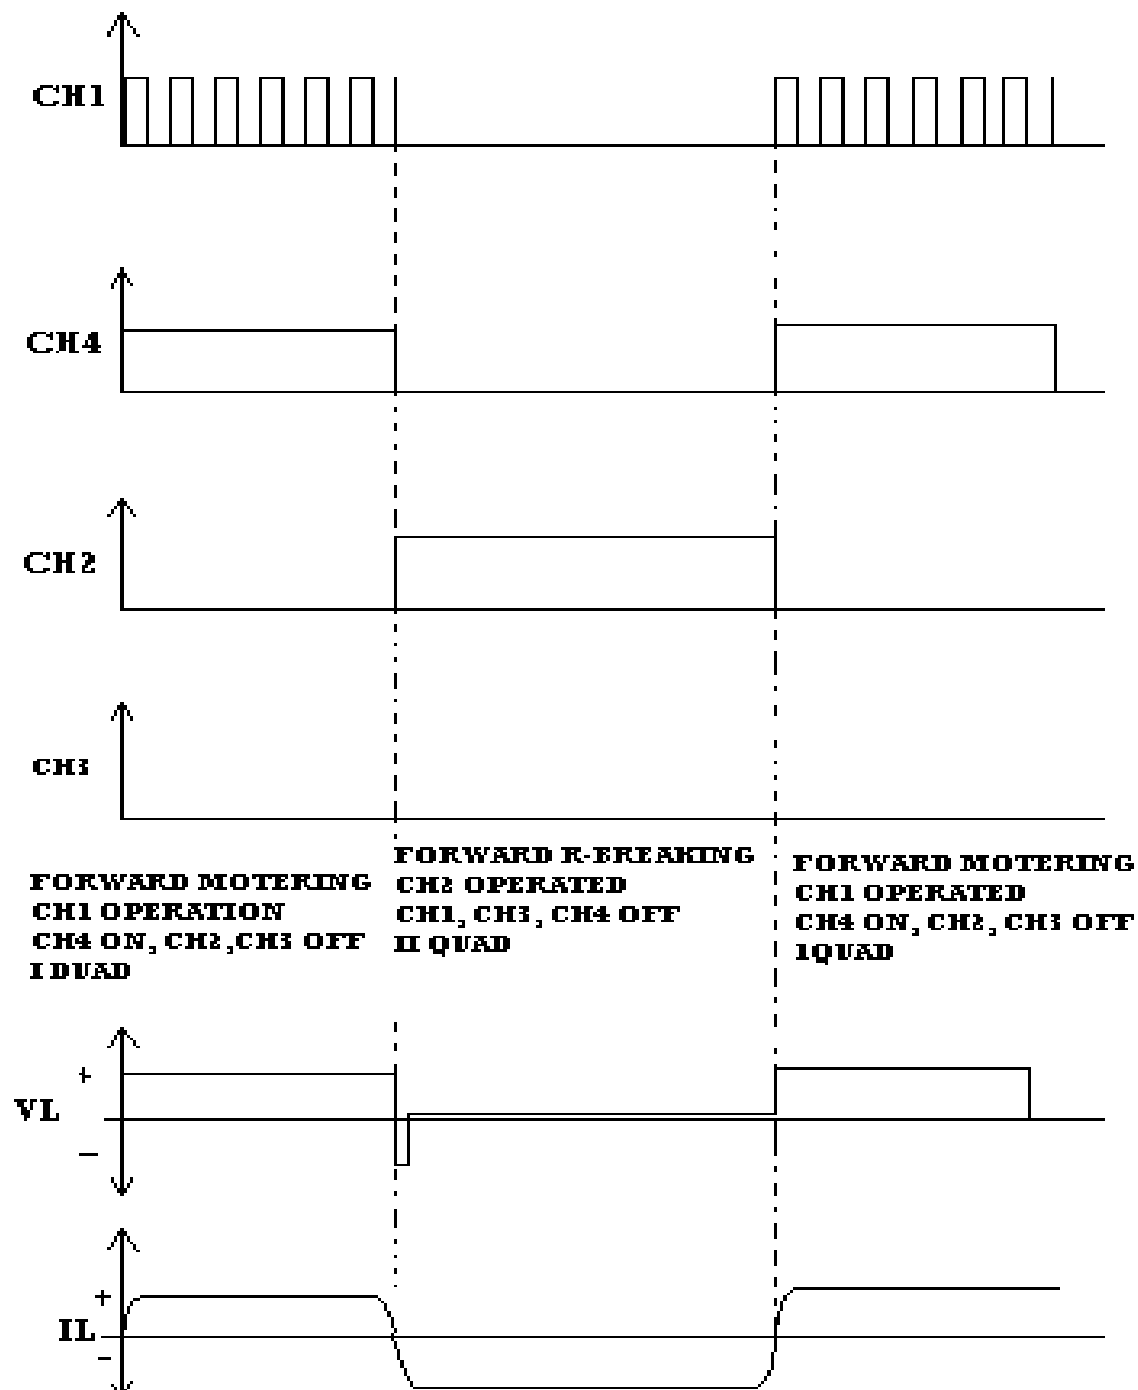 CH1
CH4
CH2
CH3
FORWARD MOTERING
CH1 OPERATION
CH4 ON, CH2,CH3 OFF
I DUAD
FORWARD R-BREAKING
CH2 OPERATED
CH1, CH3, CH4 OFF
II QUAD
FORWARD MOTERING
CH1 OPERATED
CH4 ON, CH2, CH3 OFF
IQUAD
+
VL
−
+
IL
−